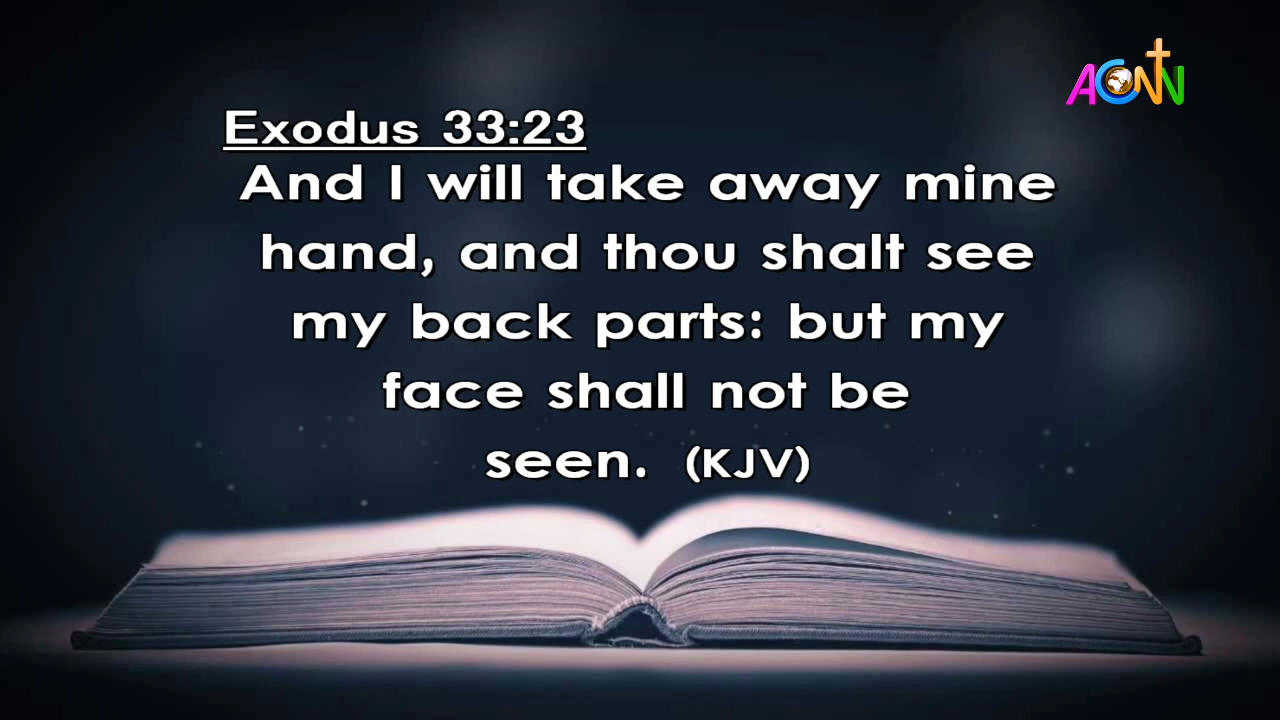 ACNN
Exodus 33:23
And I will take away mine
hand, and thou shalt see
my back parts: but my
face shall not be
seen. (KJV)